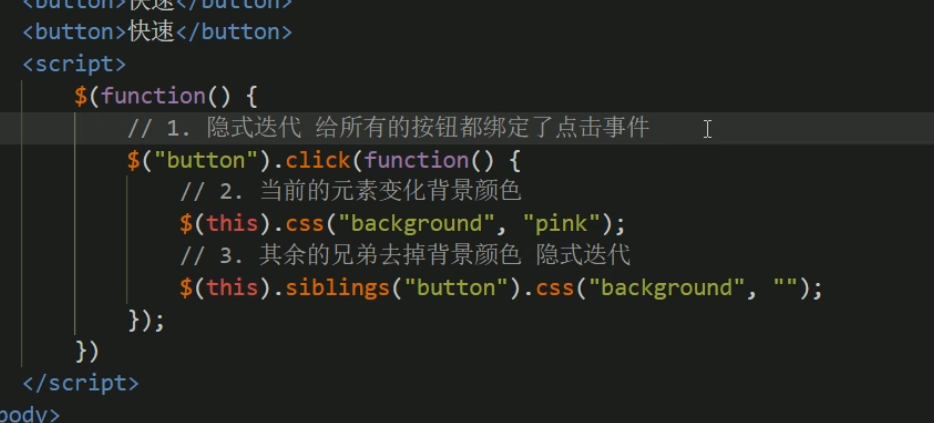 <button>快速</button>
<button>快速</button>
<script>
$(function() {
// 1. 隐式迭代 给所有的按钮都绑定了点击事件
$("button").click(function() {
// 2. 当前的元素变化背景颜色
$(this).css("background", "pink");
// 3. 其余的兄弟去掉背景颜色 隐式迭代
$(this).siblings("button").css("background", "");
});
})
</script>
body>